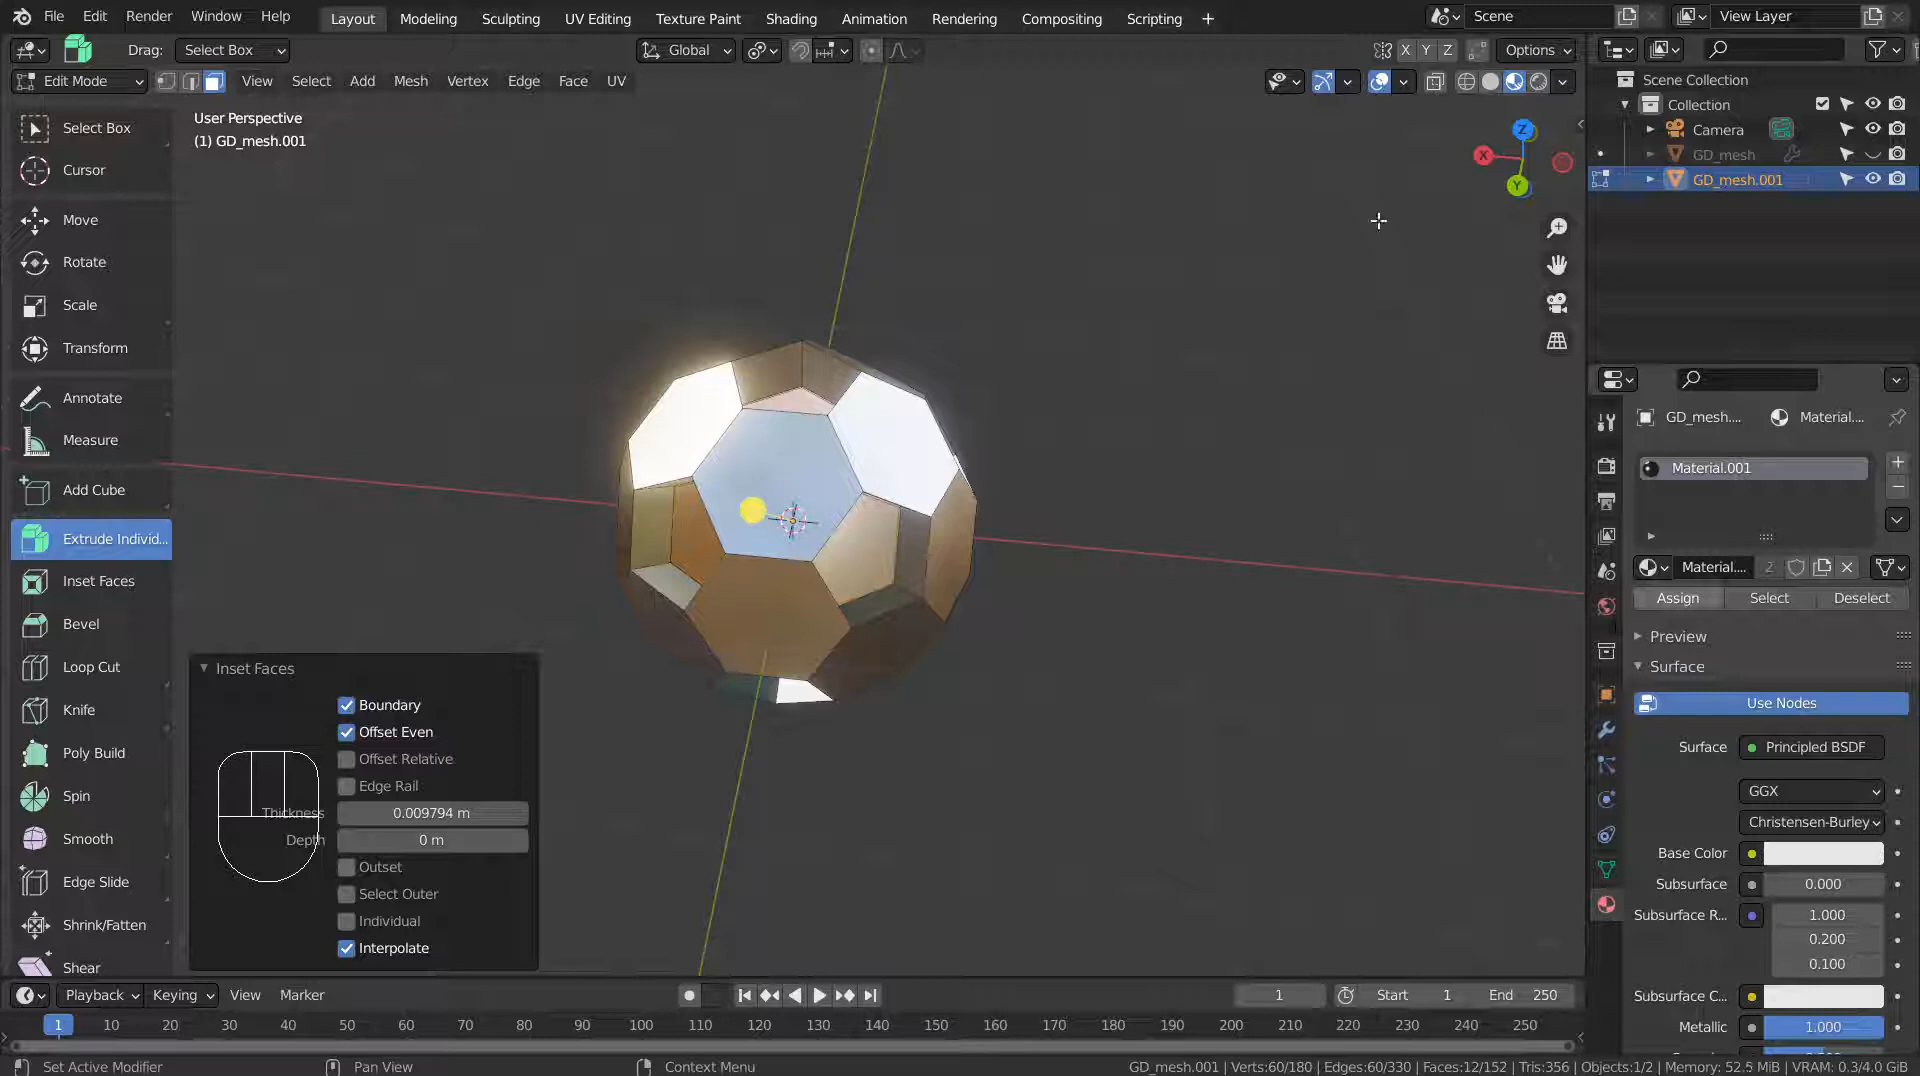 File Edit Render Window Help Layout Modeling Sculpting UV Editing Texture Paint Shading Animation Rendering Compositing Scripting + Scene View Layer
Drag: Select Box Global X Y Z Options
Edit Mode View Select Add Mesh Vertex Edge Face UV
User Perspective
(1) GD_mesh.001
Select Box
Cursor
Move
Rotate
Scale
Transform
Annotate
Measure
Add Cube
Extrude Individ...
Inset Faces
Bevel
Loop Cut
Knife
Poly Build
Spin
Smooth
Edge Slide
Shrink/Fatten
Shear
Z
X
Y
Inset Faces
Boundary
Offset Even
Offset Relative
Edge Rail
Thickness 0.009794 m
Depth 0 m
Outset
Select Outer
Individual
Interpolate
Scene Collection
Collection
Camera
GD_mesh
GD_mesh.001
GD_mesh.... Material....
Material.001
Material.... 2
Assign Select Deselect
Preview
Surface
Use Nodes
Surface Principled BSDF
GGX
Christensen-Burley
Base Color
Subsurface 0.000
Subsurface R... 1.000
0.200
0.100
Subsurface C...
Metallic 1.000
Playback Keying View Marker 1 Start 1 End 250
1 10 20 30 40 50 60 70 80 90 100 110 120 130 140 150 160 170 180 190 200 210 220 230 240 250
Set Active Modifier Pan View Context Menu GD_mesh.001 | Verts:60/180 | Edges:60/330 | Faces:12/152 | Tris:356 | Objects:1/2 | Memory: 52.5 MiB | VRAM: 0.3/4.0 GiB